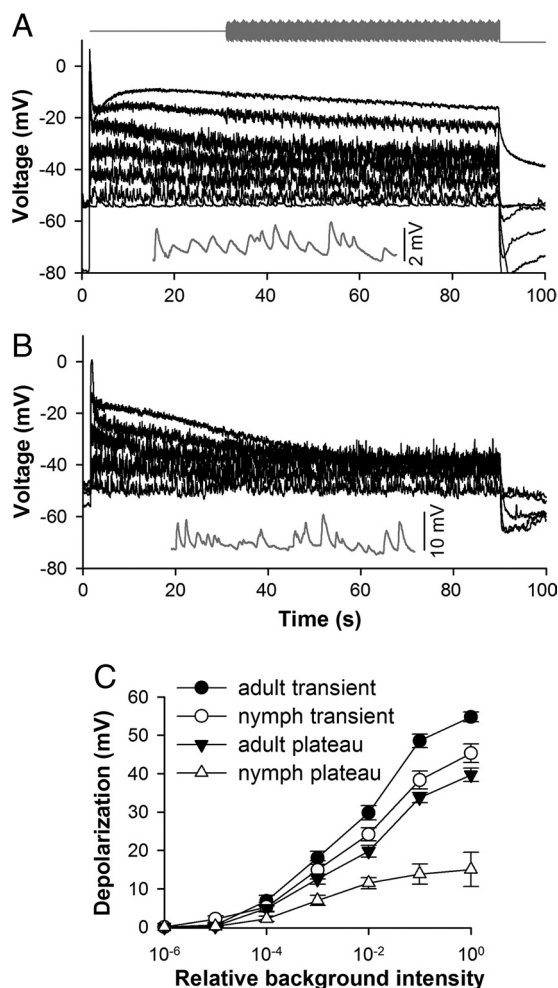 A
0
-20
-40
-60
-80
Voltage (mV)
2 mV
0 20 40 60 80 100
B
0
-20
-40
-60
-80
Voltage (mV)
10 mV
0 20 40 60 80 100
Time (s)
C
adult transient
nymph transient
adult plateau
nymph plateau
60
50
40
30
20
10
0
Depolarization (mV)
10-6 10-4 10-2 100
Relative background intensity